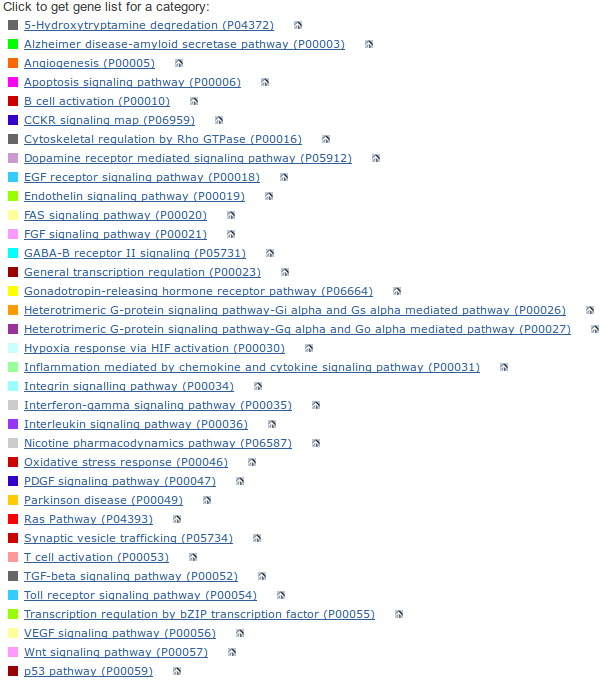 Click to get gene list for a category:
5-Hydroxytryptamine degredation (P04372)
Alzheimer disease-amyloid secretase pathway (P00003)
Angiogenesis (P00005)
Apoptosis signaling pathway (P00006)
B cell activation (P00010)
CCKR signaling map (P06959)
Cytoskeletal regulation by Rho GTPase (P00016)
Dopamine receptor mediated signaling pathway (P05912)
EGF receptor signaling pathway (P00018)
Endothelin signaling pathway (P00019)
FAS signaling pathway (P00020)
FGF signaling pathway (P00021)
GABA-B receptor II signaling (P05731)
General transcription regulation (P00023)
Gonadotropin-releasing hormone receptor pathway (P06664)
Heterotrimeric G-protein signaling pathway-Gi alpha and Gs alpha mediated pathway (P00026)
Heterotrimeric G-protein signaling pathway-Gq alpha and Go alpha mediated pathway (P00027)
Hypoxia response via HIF activation (P00030)
Inflammation mediated by chemokine and cytokine signaling pathway (P00031)
Integrin signalling pathway (P00034)
Interferon-gamma signaling pathway (P00035)
Interleukin signaling pathway (P00036)
Nicotine pharmacodynamics pathway (P06587)
Oxidative stress response (P00046)
PDGF signaling pathway (P00047)
Parkinson disease (P00049)
Ras Pathway (P04393)
Synaptic vesicle trafficking (P05734)
T cell activation (P00053)
TGF-beta signaling pathway (P00052)
Toll receptor signaling pathway (P00054)
Transcription regulation by bZIP transcription factor (P00055)
VEGF signaling pathway (P00056)
Wnt signaling pathway (P00057)
p53 pathway (P00059)